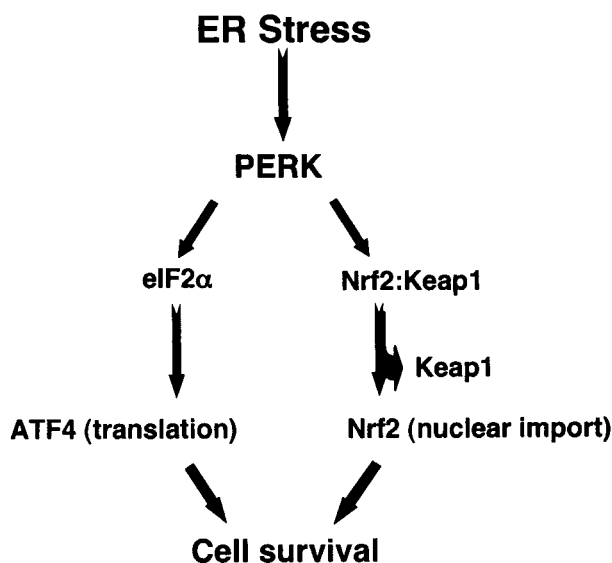 ER Stress
PERK
eIF2α
Nrf2:Keap1
Keap1
ATF4 (translation)
Nrf2 (nuclear import)
Cell survival